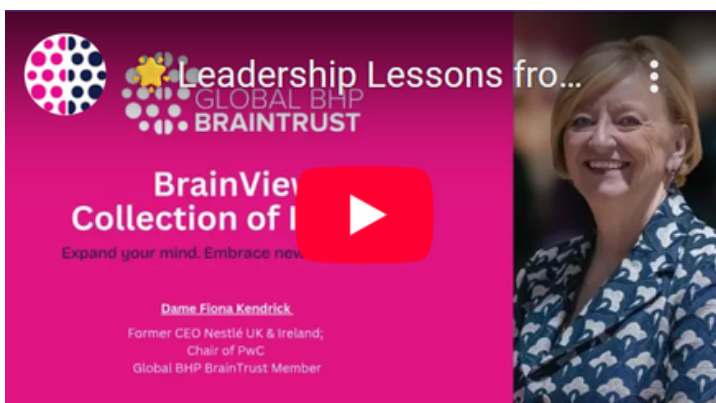 Leadership Lessons fro...
GLOBAL BHP
BRAINTRUST
BrainView
Collection of
Expand your mind. Embrace new
Dame Fiona Kendrick
Former CEO Nestlé UK & Ireland;
Chair of PwC
Global BHP BrainTrust Member